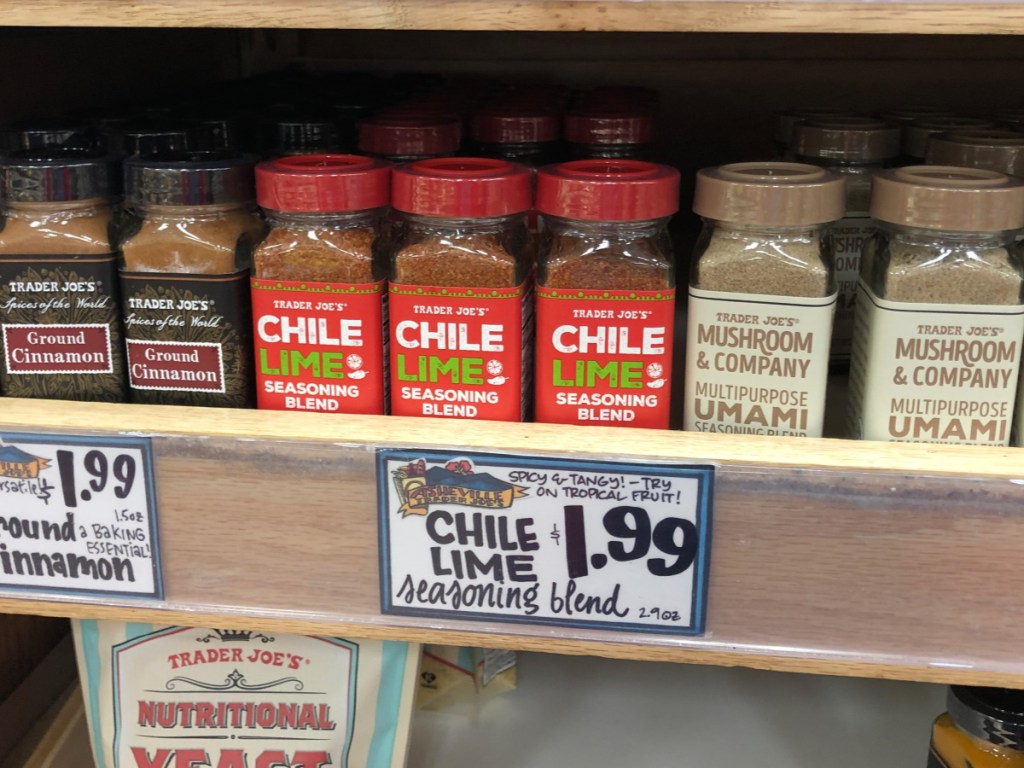 TRADER JOE'S
Spices of the World
Ground
Cinnamon
TRADER JOE'S
Spices of the World
Ground
Cinnamon
TRADER JOE'S
CHILE
LIME
SEASONING
BLEND
TRADER JOE'S
CHILE
LIME
SEASONING
BLEND
TRADER JOE'S
CHILE
LIME
SEASONING
BLEND
TRADER JOE'S®
MUSHROOM
& COMPANY
MULTIPURPOSE
UMAMI
SEASONING BLEND
TRADER JOE'S®
MUSHROOM
& COMPANY
MULTIPURPOSE
UMAMI
$1.99
1.5oz
round a BAKING
ESSENTIAL!
innamon
ASHEVILLE
SPICY & TANGY! - TRY
ON TROPICAL FRUIT!
CHILE
LIME
$1.99
seasoning blend
2.9oz
TRADER JOE'S®
NUTRITIONAL
YEAST